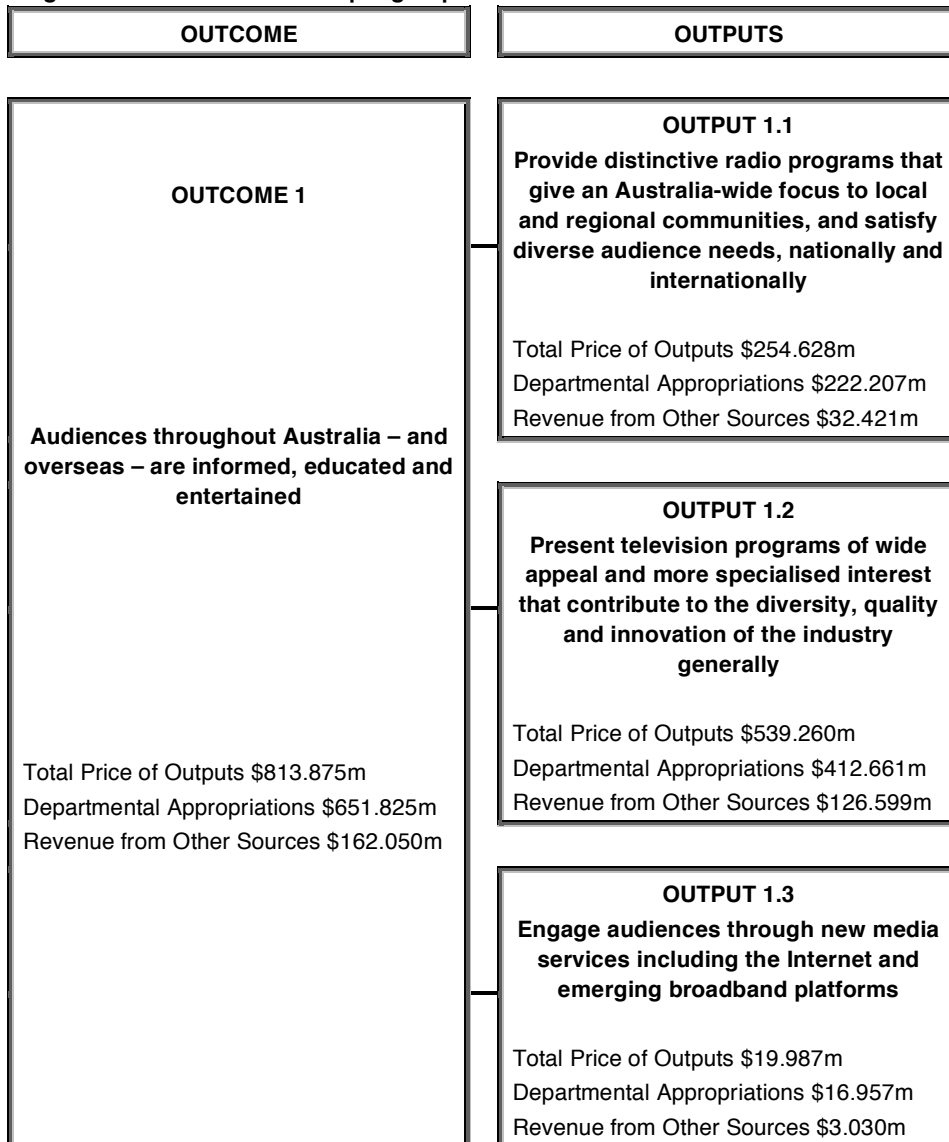 OUTCOME
OUTPUTS
OUTCOME 1
Audiences throughout Australia – and
overseas – are informed, educated and
entertained
Total Price of Outputs $813.875m
Departmental Appropriations $651.825m
Revenue from Other Sources $162.050m
OUTPUT 1.1
Provide distinctive radio programs that
give an Australia-wide focus to local
and regional communities, and satisfy
diverse audience needs, nationally and
internationally
Total Price of Outputs $254.628m
Departmental Appropriations $222.207m
Revenue from Other Sources $32.421m
OUTPUT 1.2
Present television programs of wide
appeal and more specialised interest
that contribute to the diversity, quality
and innovation of the industry
generally
Total Price of Outputs $539.260m
Departmental Appropriations $412.661m
Revenue from Other Sources $126.599m
OUTPUT 1.3
Engage audiences through new media
services including the Internet and
emerging broadband platforms
Total Price of Outputs $19.987m
Departmental Appropriations $16.957m
Revenue from Other Sources $3.030m